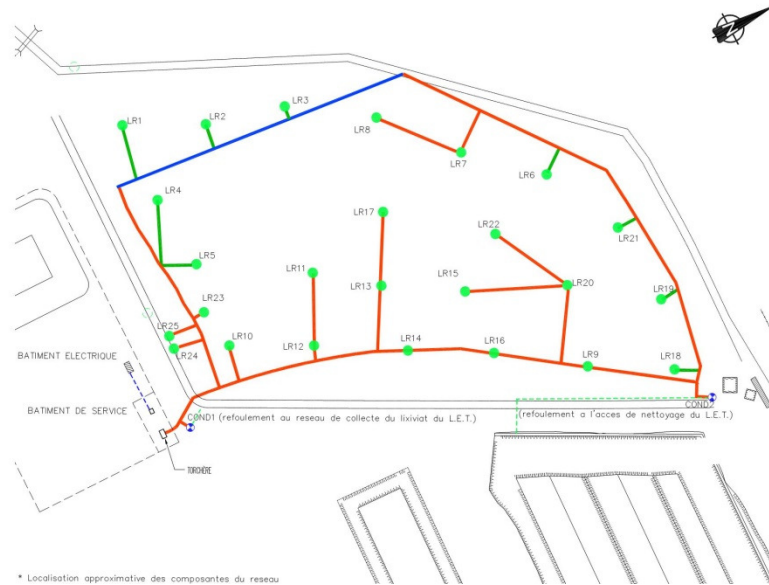 LR1
LR2
LR3
LR8
LR7
LR6
LR4
LR17
LR21
LR22
LR5
LR11
LR13
LR15
LR20
LR19
LR23
LR25
LR10
LR12
LR14
LR16
LR24
LR9
LR18
BATIMENT ELECTRIQUE
BATIMENT DE SERVICE
COND1 (refoulement au reseau de collecte du lixiviat du L.E.T.)
COND2
(refoulement a l'acces de nettoyage du L.E.T.)
TORCHÈRE
* Localisation approximative des composantes du reseau